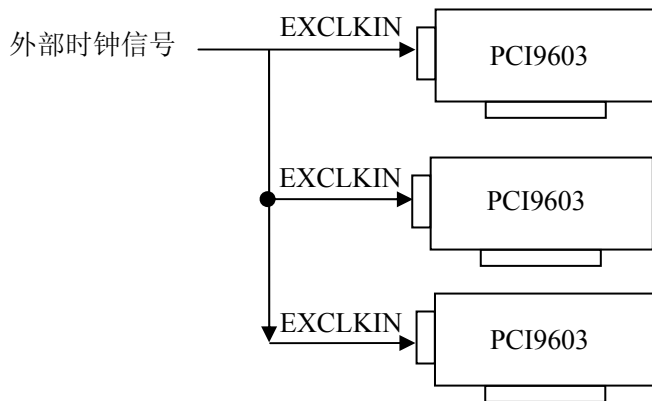 外部时钟信号
EXCLKIN
PCI9603
EXCLKIN
PCI9603
EXCLKIN
PCI9603